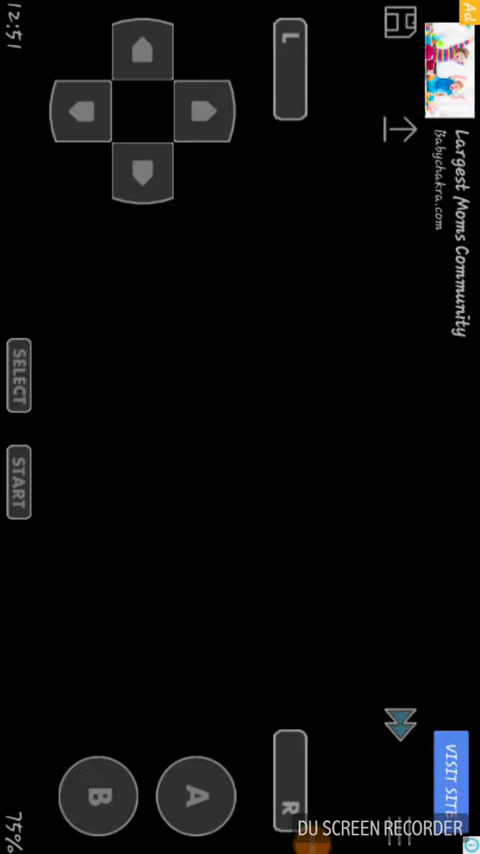 Ad
Largest Moms Community
Babychakra.com
VISIT SITE
L
R
SELECT
START
B
A
12:51
75%
DU SCREEN RECORDER